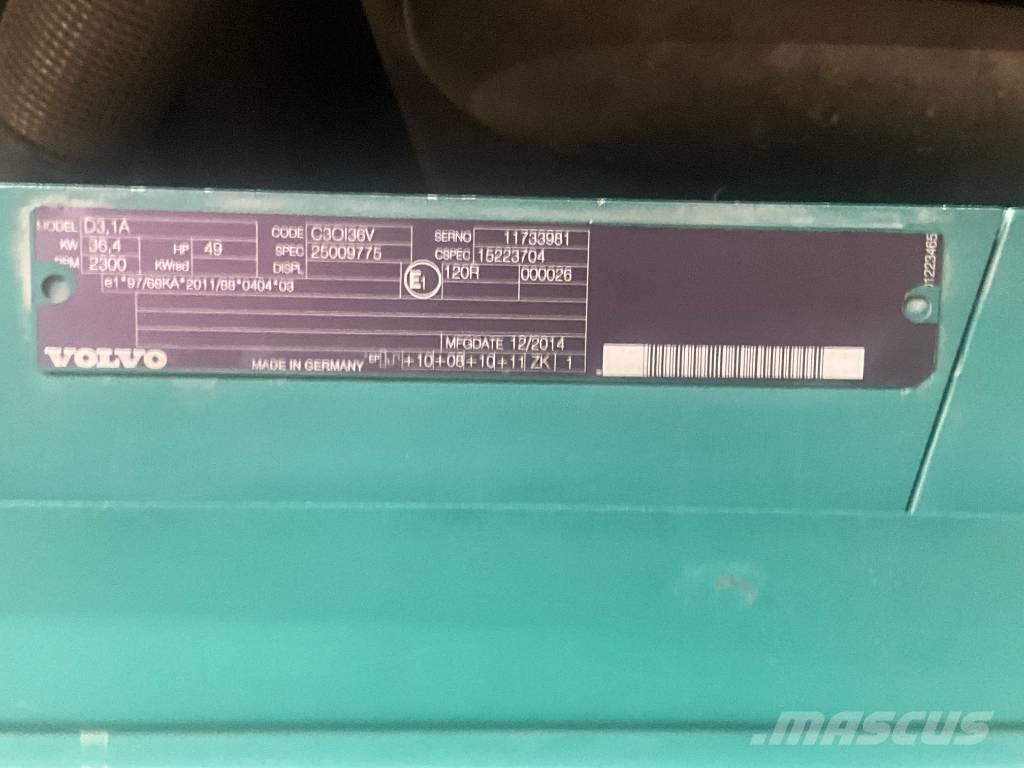 MODEL D3,1A CODE C3OI36V SERNO 11733981
KW 36,4 HP 49 SPEC 25009775 CSPEC 15223704
RPM 2300 KWred DISPL E1 120R 000026
e1*97/68KA*2011/88*0404*03
MFGDATE 12/2014
VOLVO MADE IN GERMANY EP +10 +08 +10 +11 ZK 1
01223465
MASCUS